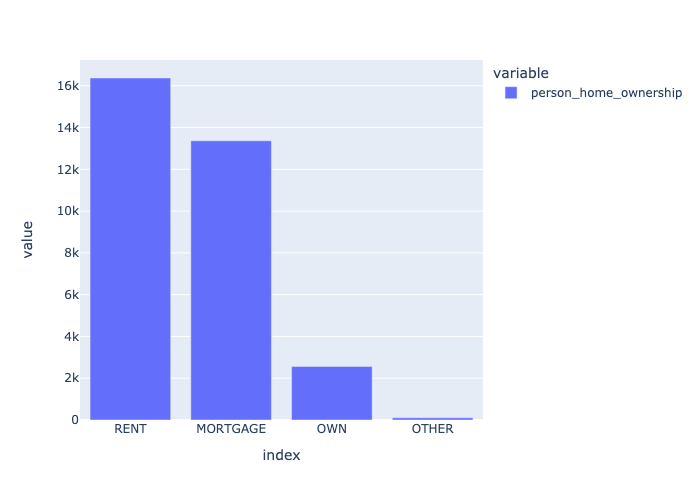 variable
person_home_ownership
16k
14k
12k
10k
8k
6k
4k
2k
0
value
RENT MORTGAGE OWN OTHER
index